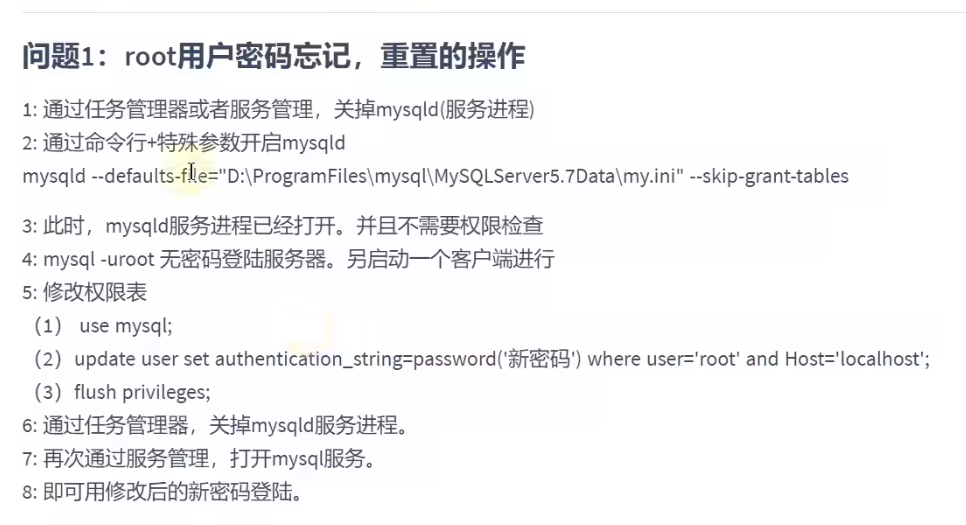 问题1：root用户密码忘记，重置的操作
1: 通过任务管理器或者服务管理，关掉mysqld(服务进程)
2: 通过命令行+特殊参数开启mysqld
mysqld --defaults-file="D:\ProgramFiles\mysql\MySQLServer5.7Data\my.ini" --skip-grant-tables
3: 此时，mysqld服务进程已经打开。并且不需要权限检查
4: mysql -uroot 无密码登陆服务器。另启动一个客户端进行
5: 修改权限表
（1） use mysql;
（2）update user set authentication_string=password('新密码') where user='root' and Host='localhost';
（3）flush privileges;
6: 通过任务管理器，关掉mysqld服务进程。
7: 再次通过服务管理，打开mysql服务。
8: 即可用修改后的新密码登陆。